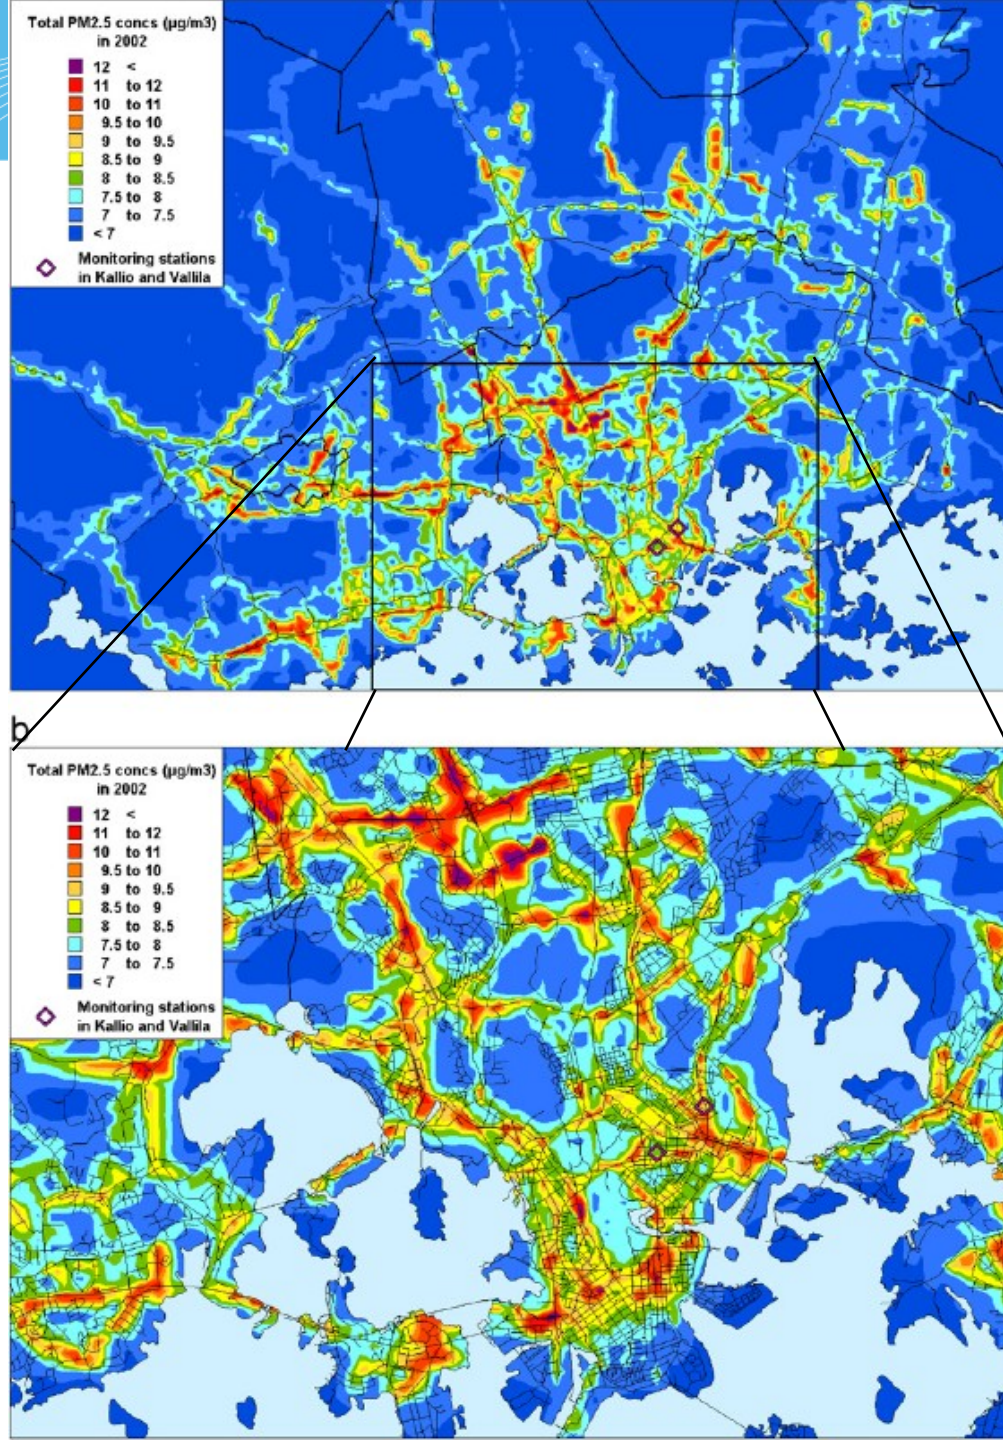 Total PM2.5 concs (µg/m3)
in 2002
12 <
11 to 12
10 to 11
9.5 to 10
9 to 9.5
8.5 to 9
8 to 8.5
7.5 to 8
7 to 7.5
< 7
Monitoring stations
in Kallio and Vallila
b
Total PM2.5 concs (µg/m3)
in 2002
12 <
11 to 12
10 to 11
9.5 to 10
9 to 9.5
8.5 to 9
8 to 8.5
7.5 to 8
7 to 7.5
< 7
Monitoring stations
in Kallio and Vallila